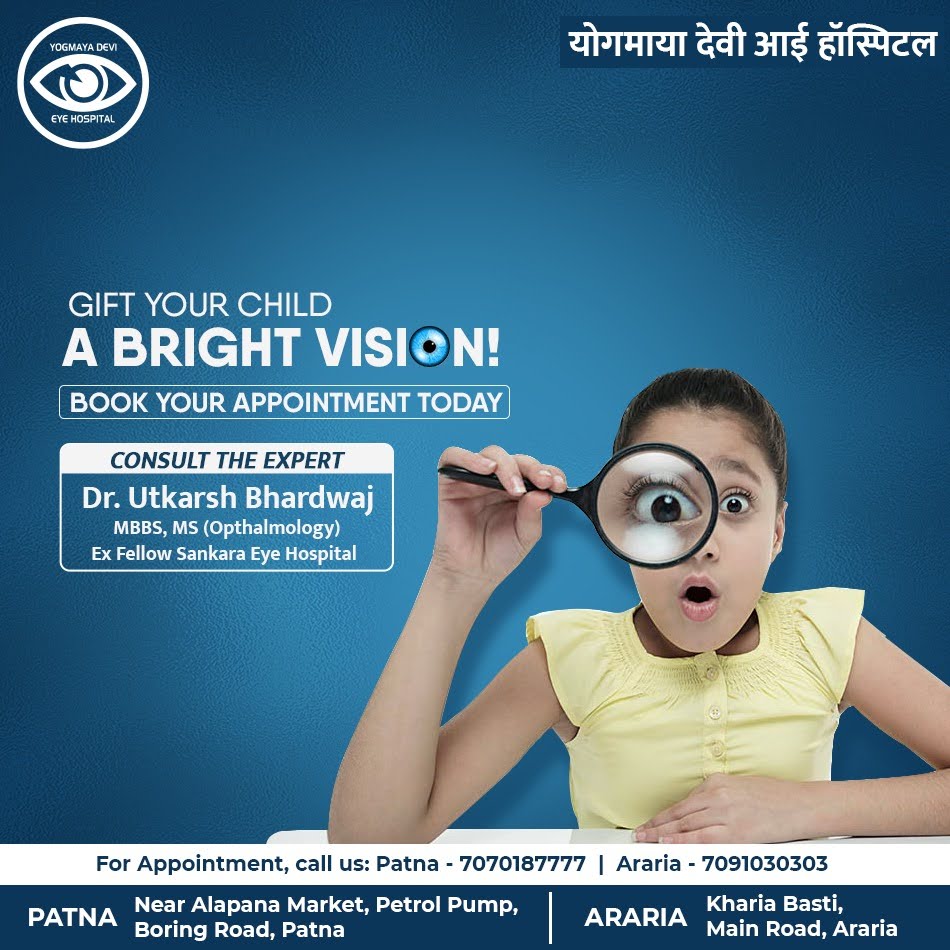 YOGMAYA DEVI
EYE HOSPITAL
योगमाया देवी आई हॉस्पिटल
GIFT YOUR CHILD
A BRIGHT VISION!
BOOK YOUR APPOINTMENT TODAY
CONSULT THE EXPERT
Dr. Utkarsh Bhardwaj
MBBS, MS (Opthalmology)
Ex Fellow Sankara Eye Hospital
For Appointment, call us: Patna - 7070187777 | Araria - 7091030303
PATNA
Near Alapana Market, Petrol Pump,
Boring Road, Patna
ARARIA
Kharia Basti,
Main Road, Araria